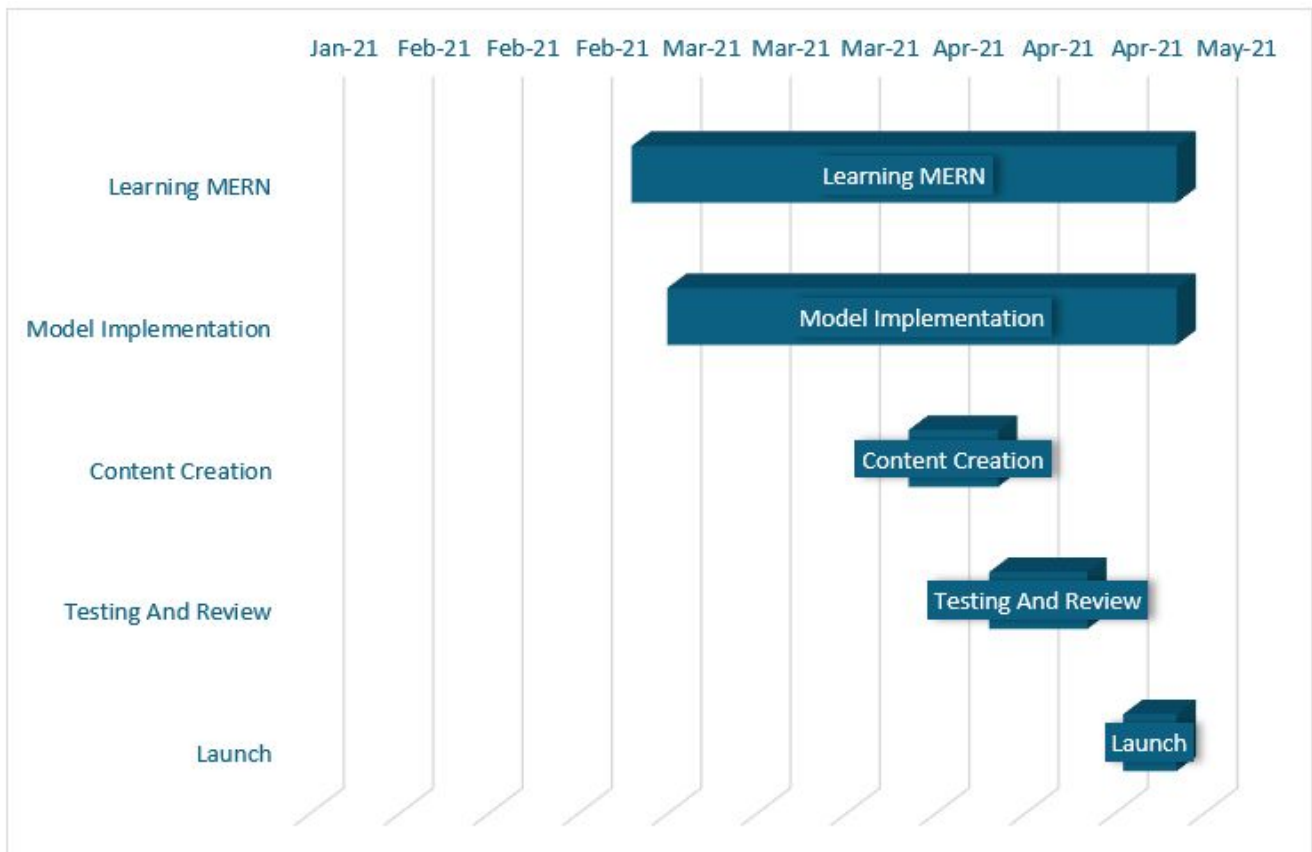 Jan-21 Feb-21 Feb-21 Feb-21 Mar-21 Mar-21 Mar-21 Apr-21 Apr-21 Apr-21 May-21
Learning MERN
Learning MERN
Model Implementation
Model Implementation
Content Creation
Content Creation
Testing And Review
Testing And Review
Launch
Launch